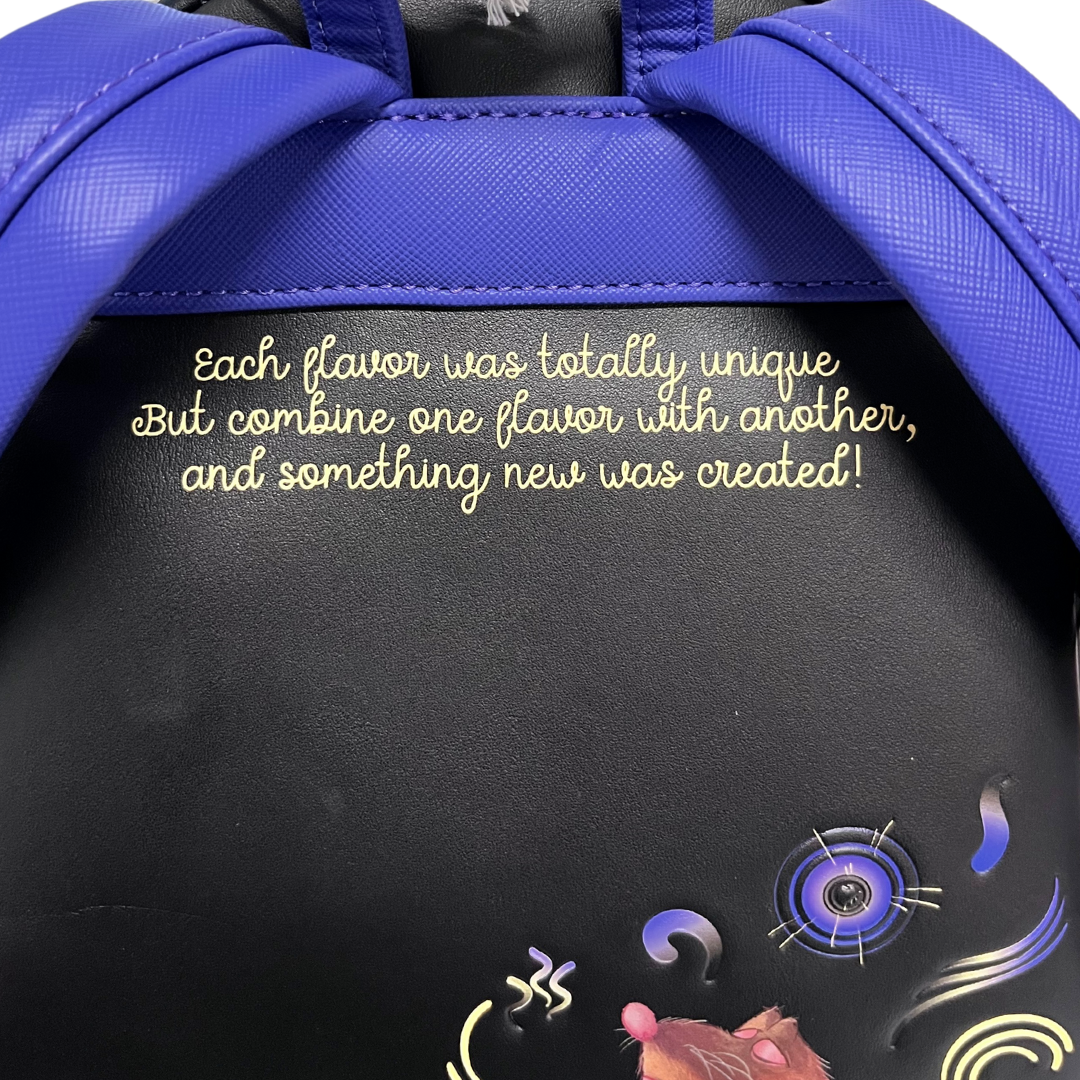 Each flavor was totally unique
But combine one flavor with another,
and something new was created!